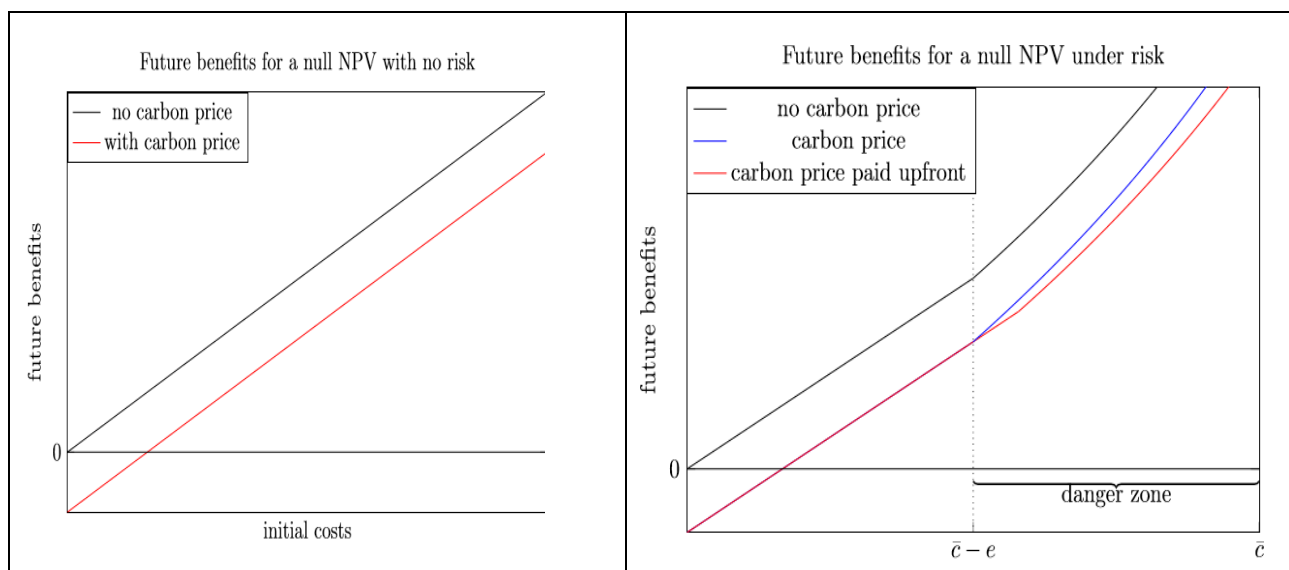 Future benefits for a null NPV with no risk
no carbon price
with carbon price
future benefits
0
initial costs
Future benefits for a null NPV under risk
no carbon price
carbon price
carbon price paid upfront
future benefits
0
danger zone
c̄ − e
c̄